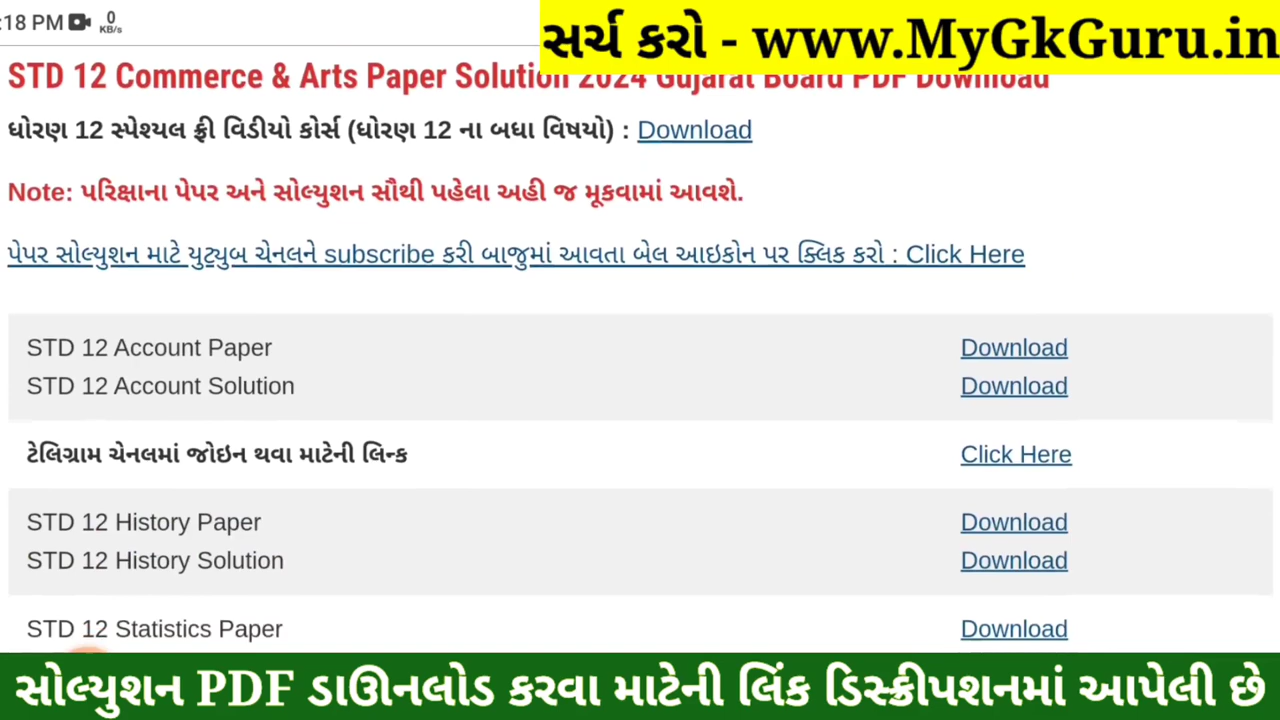 :18 PM 0 KB/s
સર્ચ કરો - www.MyGkGuru.in
STD 12 Commerce & Arts Paper Solution 2024 Gujarat Board PDF Download
ધોરણ 12 સ્પેશ્યલ ફ્રી વિડીયો કોર્સ (ધોરણ 12 ના બધા વિષયો) : Download
Note: પરિક્ષાના પેપર અને સોલ્યુશન સૌથી પહેલા અહી જ મૂકવામાં આવશે.
પેપર સોલ્યુશન માટે યુટ્યુબ ચેનલને subscribe કરી બાજુમાં આવતા બેલ આઇકોન પર ક્લિક કરો : Click Here
STD 12 Account Paper Download
STD 12 Account Solution Download
ટેલિગ્રામ ચેનલમાં જોઇન થવા માટેની લિન્ક Click Here
STD 12 History Paper Download
STD 12 History Solution Download
STD 12 Statistics Paper Download
સોલ્યુશન PDF ડાઊનલોડ કરવા માટેની લિંક ડિસ્ક્રીપશનમાં આપેલી છે